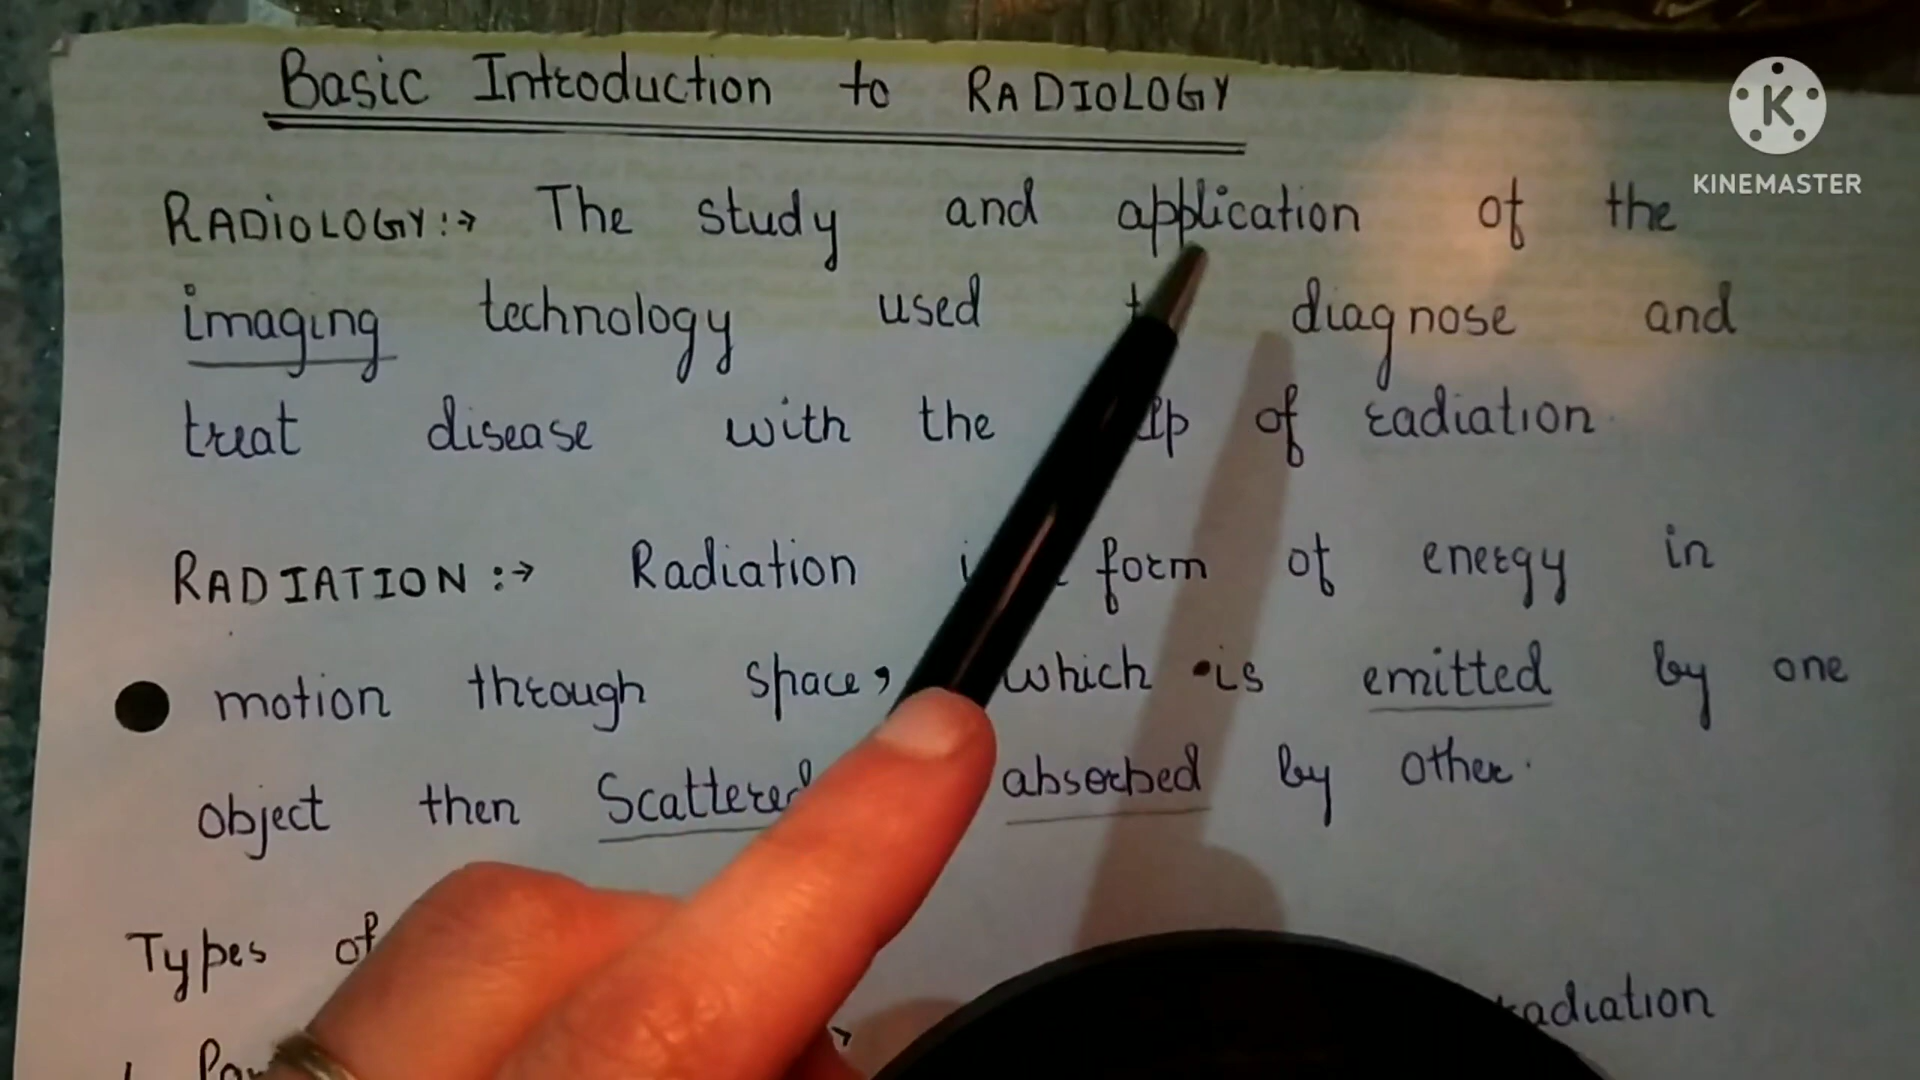 Basic Introduction to RADIOLOGY
K
KINEMASTER
RADIOLOGY:→ The study and application of the
imaging technology used diagnose and
treat disease with the of radiation
RADIATION:→ Radiation form of energy in
motion through space, which is emitted by one
object then Scattered absorbed by other.
Types of
radiation